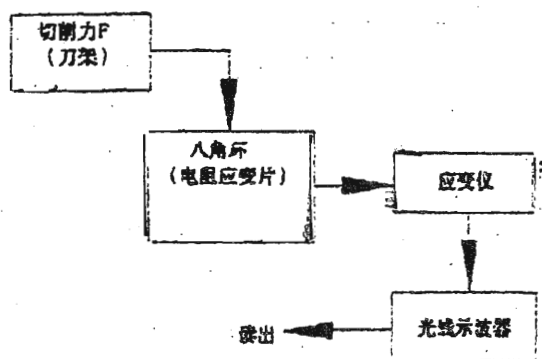 切削力F
（刀架）
八角环
（电阻应变片）
应变仪
光线示波器
读出